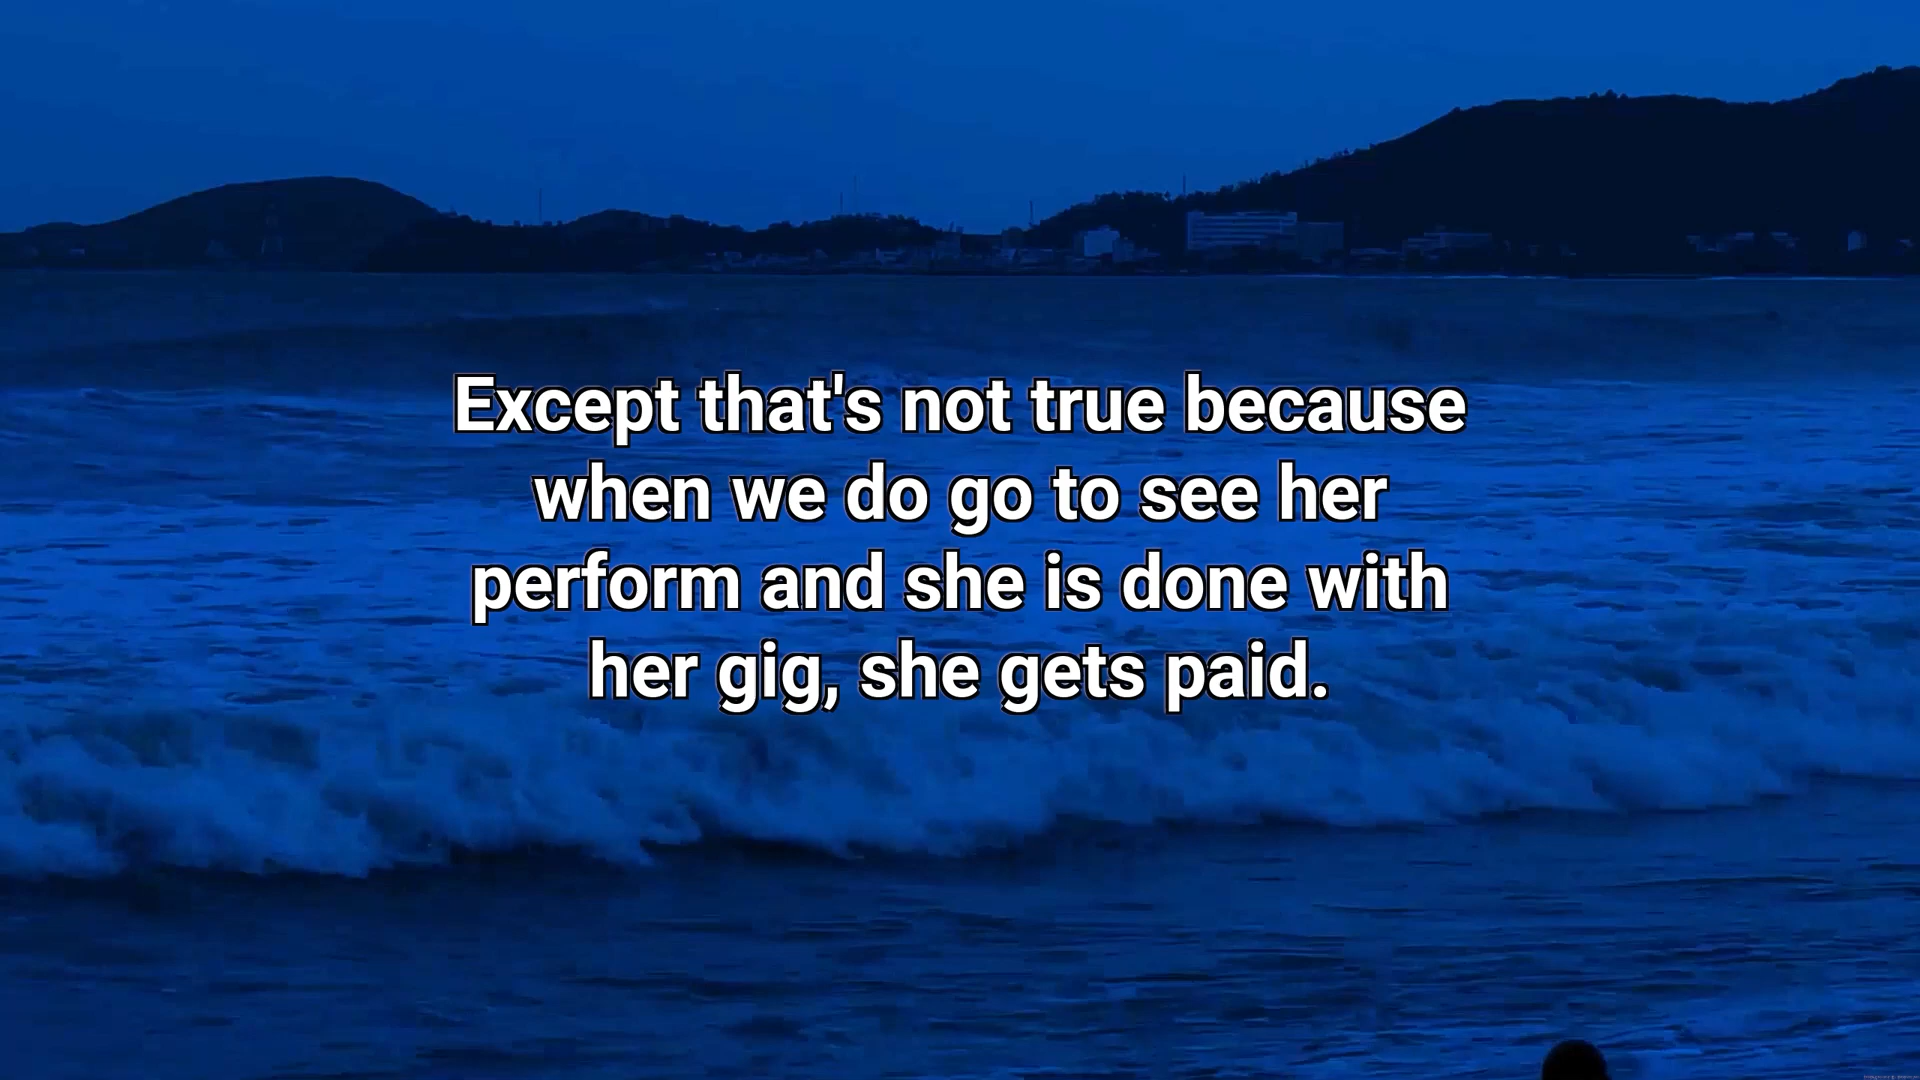 Except that's not true because
when we do go to see her
perform and she is done with
her gig, she gets paid.